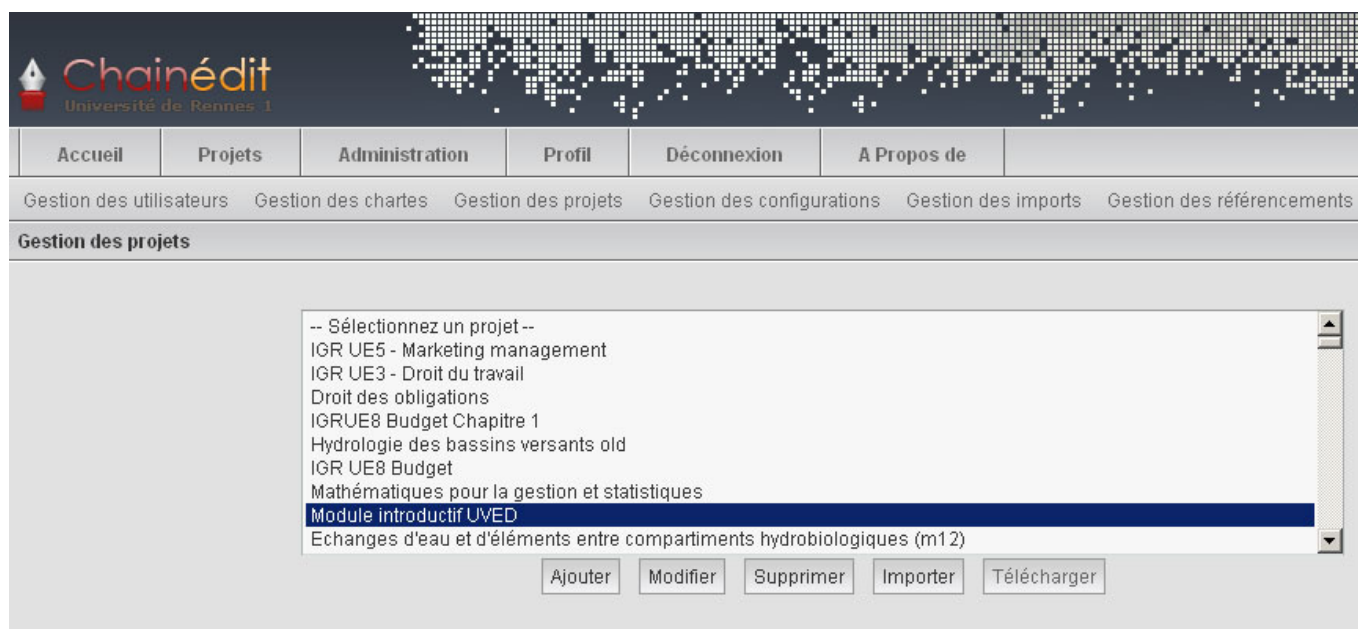 Chainédit
Université de Rennes 1
Accueil Projets Administration Profil Déconnexion A Propos de
Gestion des utilisateurs Gestion des chartes Gestion des projets Gestion des configurations Gestion des imports Gestion des référencements
Gestion des projets
-- Sélectionnez un projet --
IGR UE5 - Marketing management
IGR UE3 - Droit du travail
Droit des obligations
IGRUE8 Budget Chapitre 1
Hydrologie des bassins versants old
IGR UE8 Budget
Mathématiques pour la gestion et statistiques
Module introductif UVED
Echanges d'eau et d'éléments entre compartiments hydrobiologiques (m12)
Ajouter Modifier Supprimer Importer Télécharger